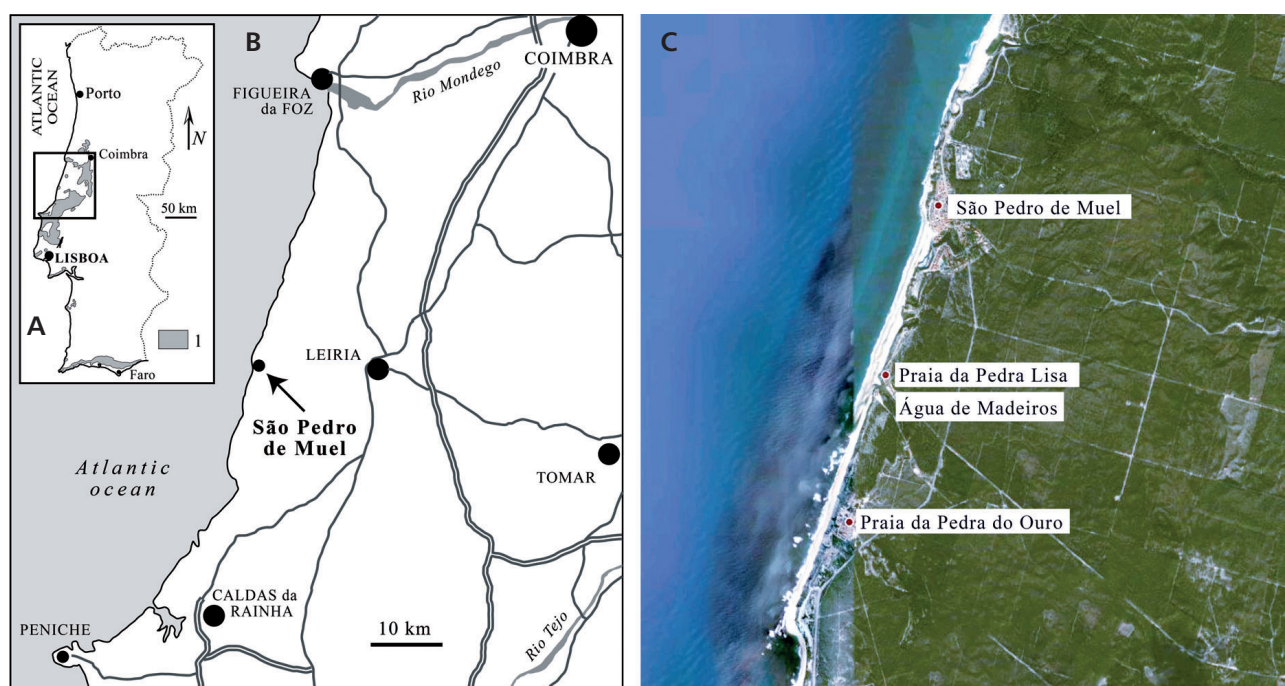 ATLANTIC
OCEAN
Porto
N
Coimbra
50 km
LISBOA
A
1
Faro
B
COIMBRA
FIGUEIRA
da FOZ
Rio Mondego
LEIRIA
São Pedro
de Muel
Atlantic
ocean
TOMAR
CALDAS da
RAINHA
PENICHE
10 km
Rio Tejo
C
São Pedro de Muel
Praia da Pedra Lisa
Água de Madeiros
Praia da Pedra do Ouro